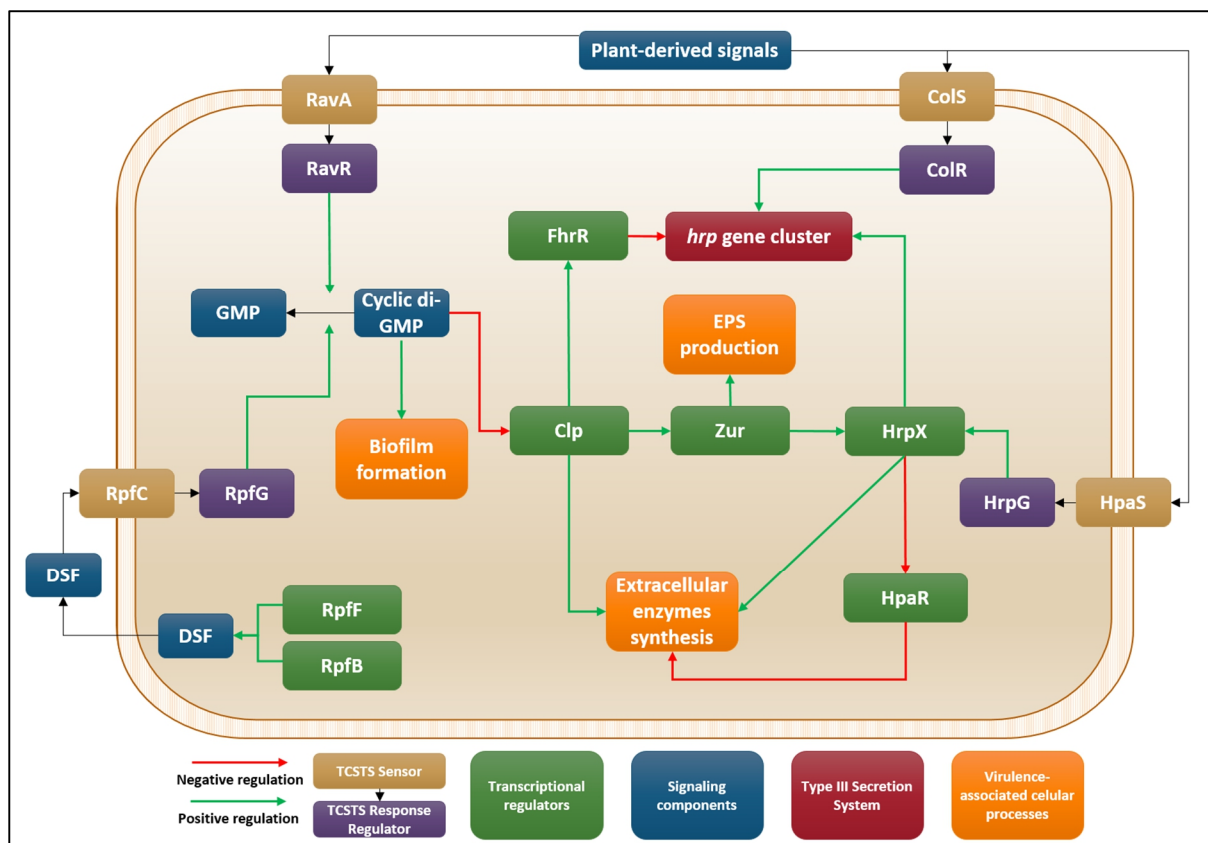 Plant-derived signals
RavA
ColS
RavR
ColR
FhrR
hrp gene cluster
GMP
Cyclic di-
GMP
EPS
production
Clp
Zur
HrpX
Biofilm
formation
RpfC
RpfG
HrpG
HpaS
DSF
Extracellular
enzymes
synthesis
HpaR
RpfF
DSF
RpfB
Negative regulation
Positive regulation
TCSTS Sensor
TCSTS Response
Regulator
Transcriptional
regulators
Signaling
components
Type III Secretion
System
Virulence-
associated celular
processes